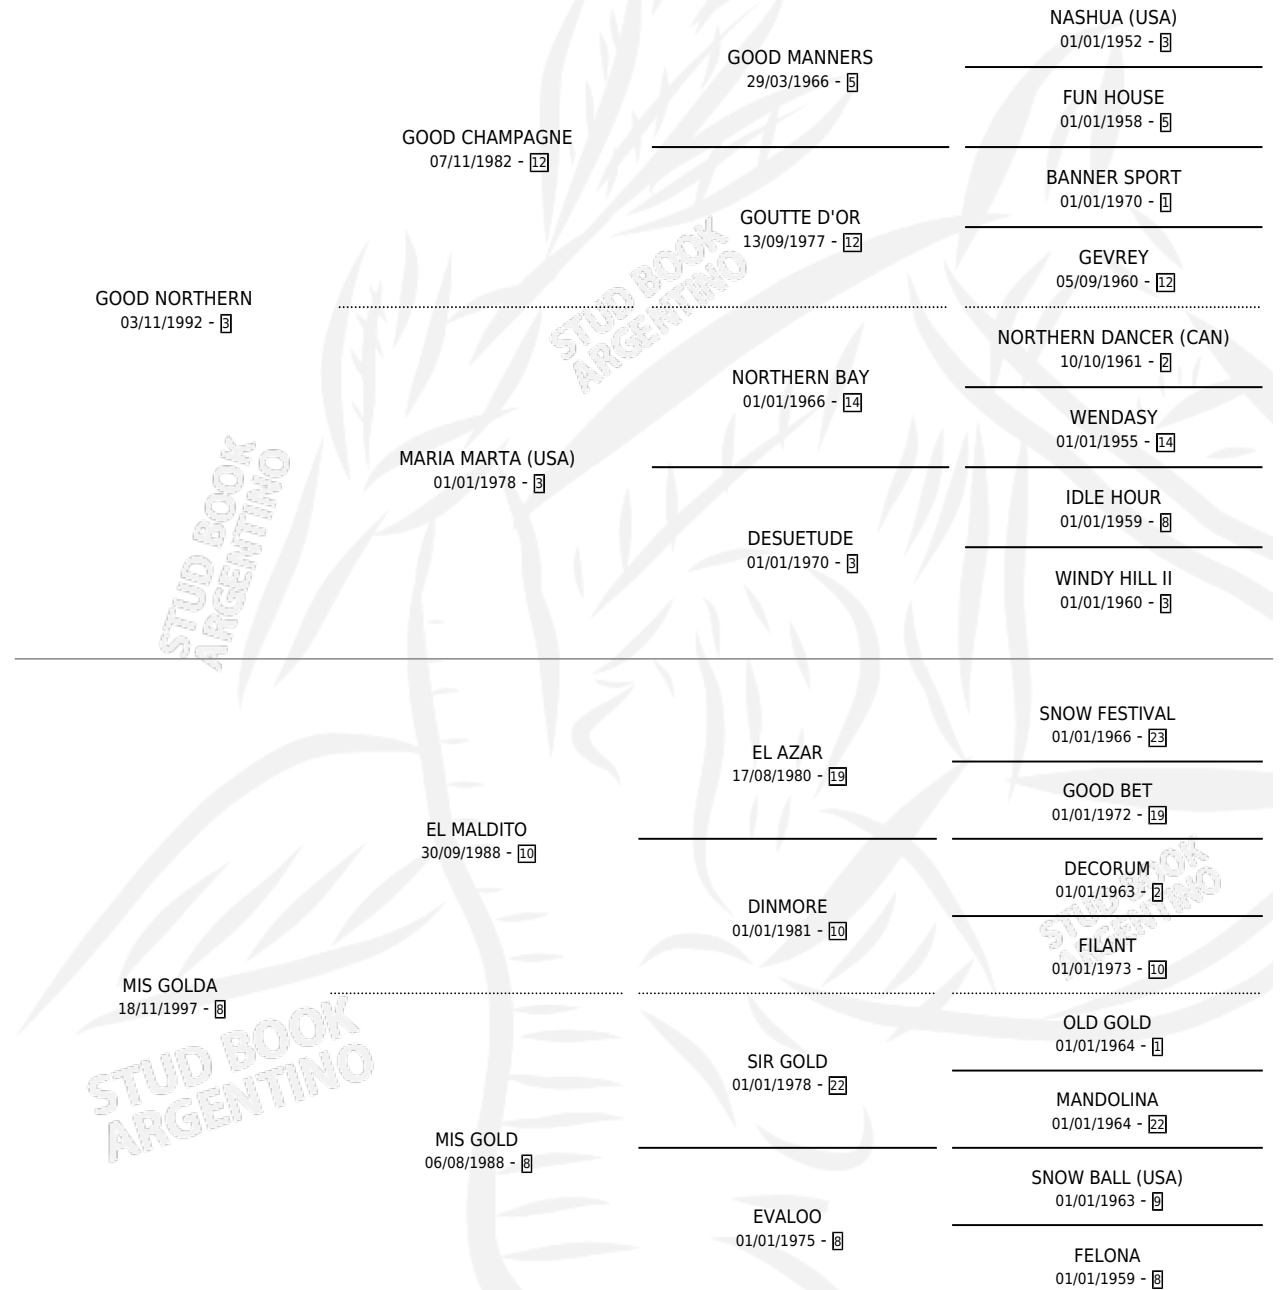 NASHUA (USA)
01/01/1952 - 3
GOOD MANNERS
29/03/1966 - 5
FUN HOUSE
01/01/1958 - 5
GOOD CHAMPAGNE
07/11/1982 - 12
BANNER SPORT
01/01/1970 - 1
GOUTTE D'OR
13/09/1977 - 12
GEVREY
05/09/1960 - 12
GOOD NORTHERN
03/11/1992 - 3
NORTHERN DANCER (CAN)
10/10/1961 - 2
NORTHERN BAY
01/01/1966 - 14
WENDASY
01/01/1955 - 14
MARIA MARTA (USA)
01/01/1978 - 3
IDLE HOUR
01/01/1959 - 8
DESUETUDE
01/01/1970 - 3
WINDY HILL II
01/01/1960 - 3
SNOW FESTIVAL
01/01/1966 - 23
EL AZAR
17/08/1980 - 19
GOOD BET
01/01/1972 - 19
EL MALDITO
30/09/1988 - 10
DECORUM
01/01/1963 - 2
DINMORE
01/01/1981 - 10
FILANT
01/01/1973 - 10
MIS GOLDA
18/11/1997 - 8
OLD GOLD
01/01/1964 - 1
SIR GOLD
01/01/1978 - 22
MANDOLINA
01/01/1964 - 22
MIS GOLD
06/08/1988 - 8
SNOW BALL (USA)
01/01/1963 - 9
EVALOO
01/01/1975 - 8
FELONA
01/01/1959 - 8
STUD BOOK
ARGENTINO
STUD BOOK
ARGENTINO
STUD BOOK
ARGENTINO
STUD BOOK
ARGENTINO